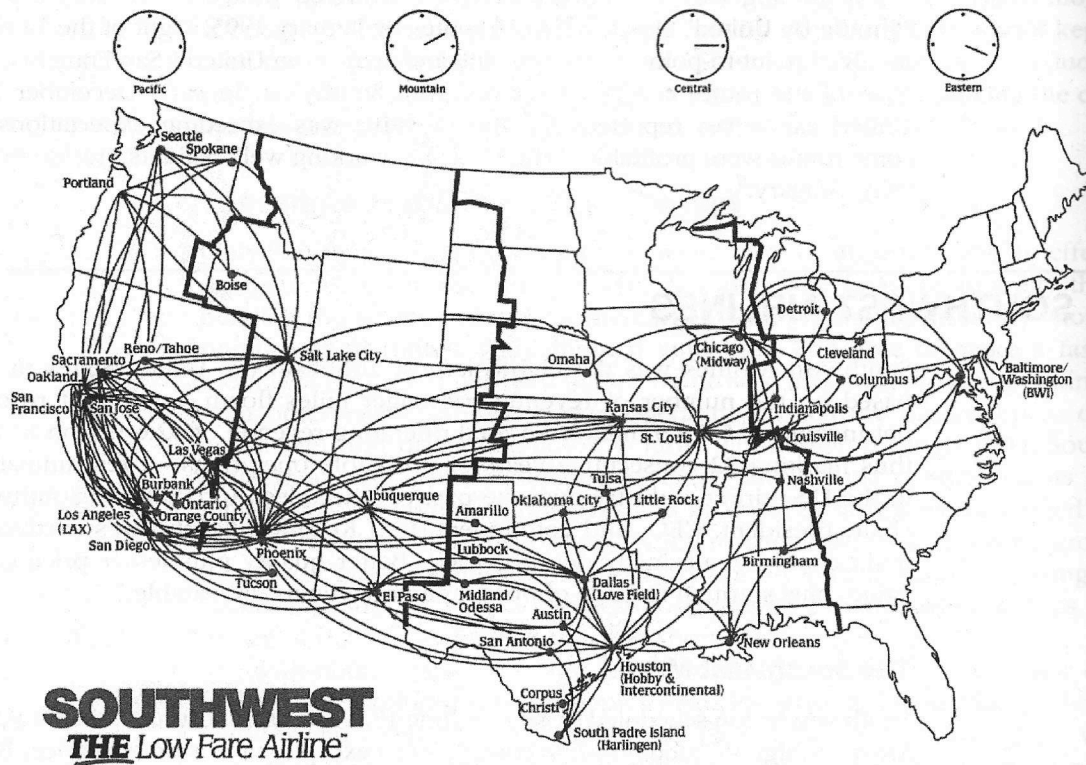 Pacific
Mountain
Central
Eastern
Seattle
Spokane
Portland
Boise
Detroit
Reno/Tahoe
Salt Lake City
Chicago
(Midway)
Cleveland
Sacramento
Omaha
Oakland
Baltimore/
Washington
(BWI)
Columbus
San
Francisco
San Jose
Kansas City
Indianapolis
St. Louis
Louisville
Las Vegas
Burbank
Tulsa
Nashville
Ontario
Albuquerque
Oklahoma City
Little Rock
Los Angeles
(LAX)
Orange County
Amarillo
San Diego
Phoenix
Lubbock
Birmingham
Tucson
El Paso
Midland/
Odessa
Dallas
(Love Field)
Austin
San Antonio
New Orleans
Houston
(Hobby &
Intercontinental)
Corpus
Christi
South Padre Island
(Harlingen)
SOUTHWEST
THE Low Fare Airline™